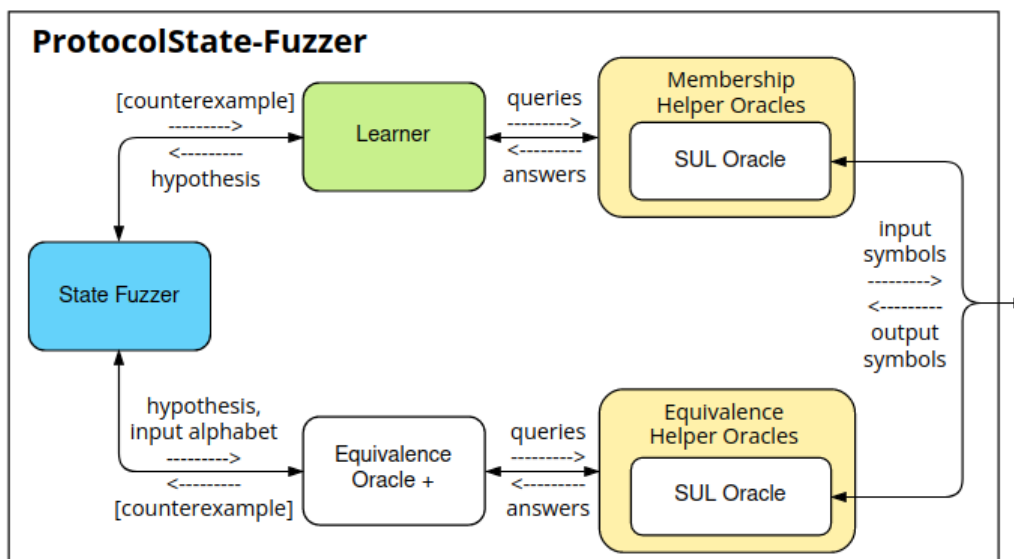 ProtocolState-Fuzzer
[counterexample]
--------->
<---------
hypothesis
Learner
queries
--------->
<---------
answers
Membership
Helper Oracles
SUL Oracle
input
symbols
--------->
<---------
output
symbols
State Fuzzer
hypothesis,
input alphabet
--------->
<---------
[counterexample]
Equivalence
Oracle +
queries
--------->
<---------
answers
Equivalence
Helper Oracles
SUL Oracle